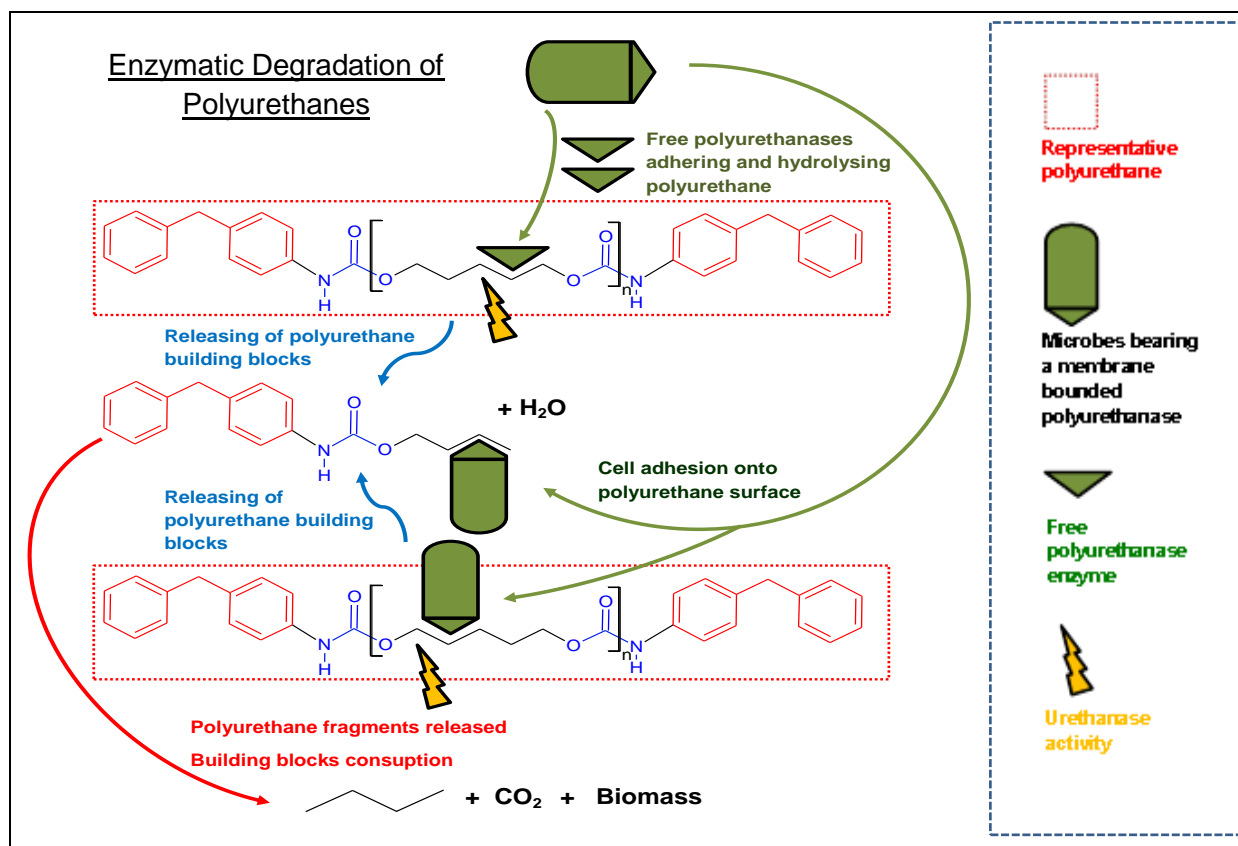 Enzymatic Degradation of
Polyurethanes
Free polyurethanases
adhering and hydrolysing
polyurethane
O
N
H
O
O
O
n
N
H
Releasing of polyurethane
building blocks
O
N
H
O
+ H₂O
Cell adhesion onto
polyurethane surface
Releasing of
polyurethane building
blocks
O
N
H
O
O
O
n
N
H
Polyurethane fragments released
Building blocks consuption
+ CO₂ + Biomass
Representative
polyurethane
Microbes bearing
a membrane
bounded
polyurethanase
Free
polyurethanase
enzyme
Urethanase
activity